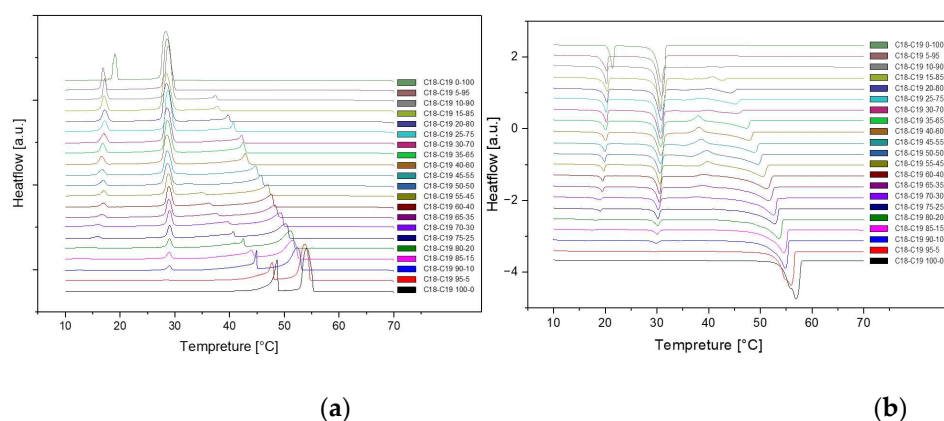 C18-C19 0-100
C18-C19 5-95
C18-C19 10-90
C18-C19 15-85
C18-C19 20-80
C18-C19 25-75
C18-C19 30-70
C18-C19 35-65
C18-C19 40-60
C18-C19 45-55
C18-C19 50-50
C18-C19 55-45
C18-C19 60-40
C18-C19 65-35
C18-C19 70-30
C18-C19 75-25
C18-C19 80-20
C18-C19 85-15
C18-C19 90-10
C18-C19 95-5
C18-C19 100-0
Heatflow [a.u.]
10 20 30 40 50 60 70
Tempreture [°C]
(a)
C18-C19 0-100
C18-C19 5-95
C18-C19 10-90
C18-C19 15-85
C18-C19 20-80
C18-C19 25-75
C18-C19 30-70
C18-C19 35-65
C18-C19 40-60
C18-C19 45-55
C18-C19 50-50
C18-C19 55-45
C18-C19 60-40
C18-C19 65-35
C18-C19 70-30
C18-C19 75-25
C18-C19 80-20
C18-C19 85-15
C18-C19 90-10
C18-C19 95-5
C18-C19 100-0
Heatflow [a.u.]
2
0
−2
−4
10 20 30 40 50 60 70
Tempreture [°C]
(b)